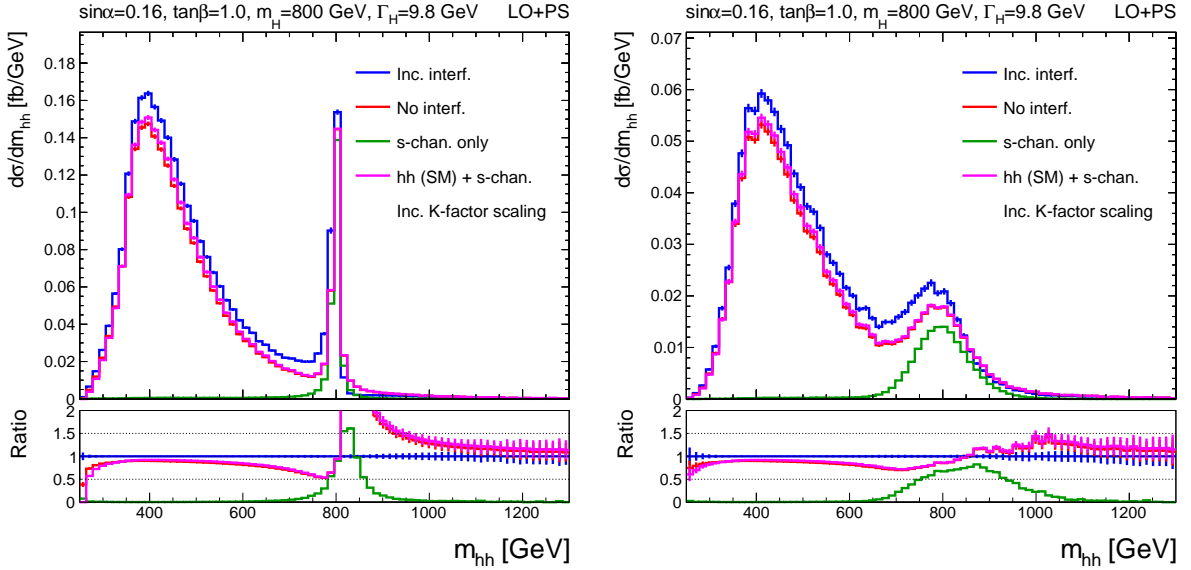 sinα=0.16, tanβ=1.0, m_H=800 GeV, Γ_H=9.8 GeV LO+PS
dσ/dm_hh [fb/GeV]
0.18
0.16
0.14
0.12
0.1
0.08
0.06
0.04
0.02
0
Inc. interf.
No interf.
s-chan. only
hh (SM) + s-chan.
Inc. K-factor scaling
Ratio
2
1.5
1
0.5
0
400 600 800 1000 1200
m_hh [GeV]
sinα=0.16, tanβ=1.0, m_H=800 GeV, Γ_H=9.8 GeV LO+PS
dσ/dm_hh [fb/GeV]
0.07
0.06
0.05
0.04
0.03
0.02
0.01
0
Inc. interf.
No interf.
s-chan. only
hh (SM) + s-chan.
Inc. K-factor scaling
Ratio
2
1.5
1
0.5
0
400 600 800 1000 1200
m_hh [GeV]